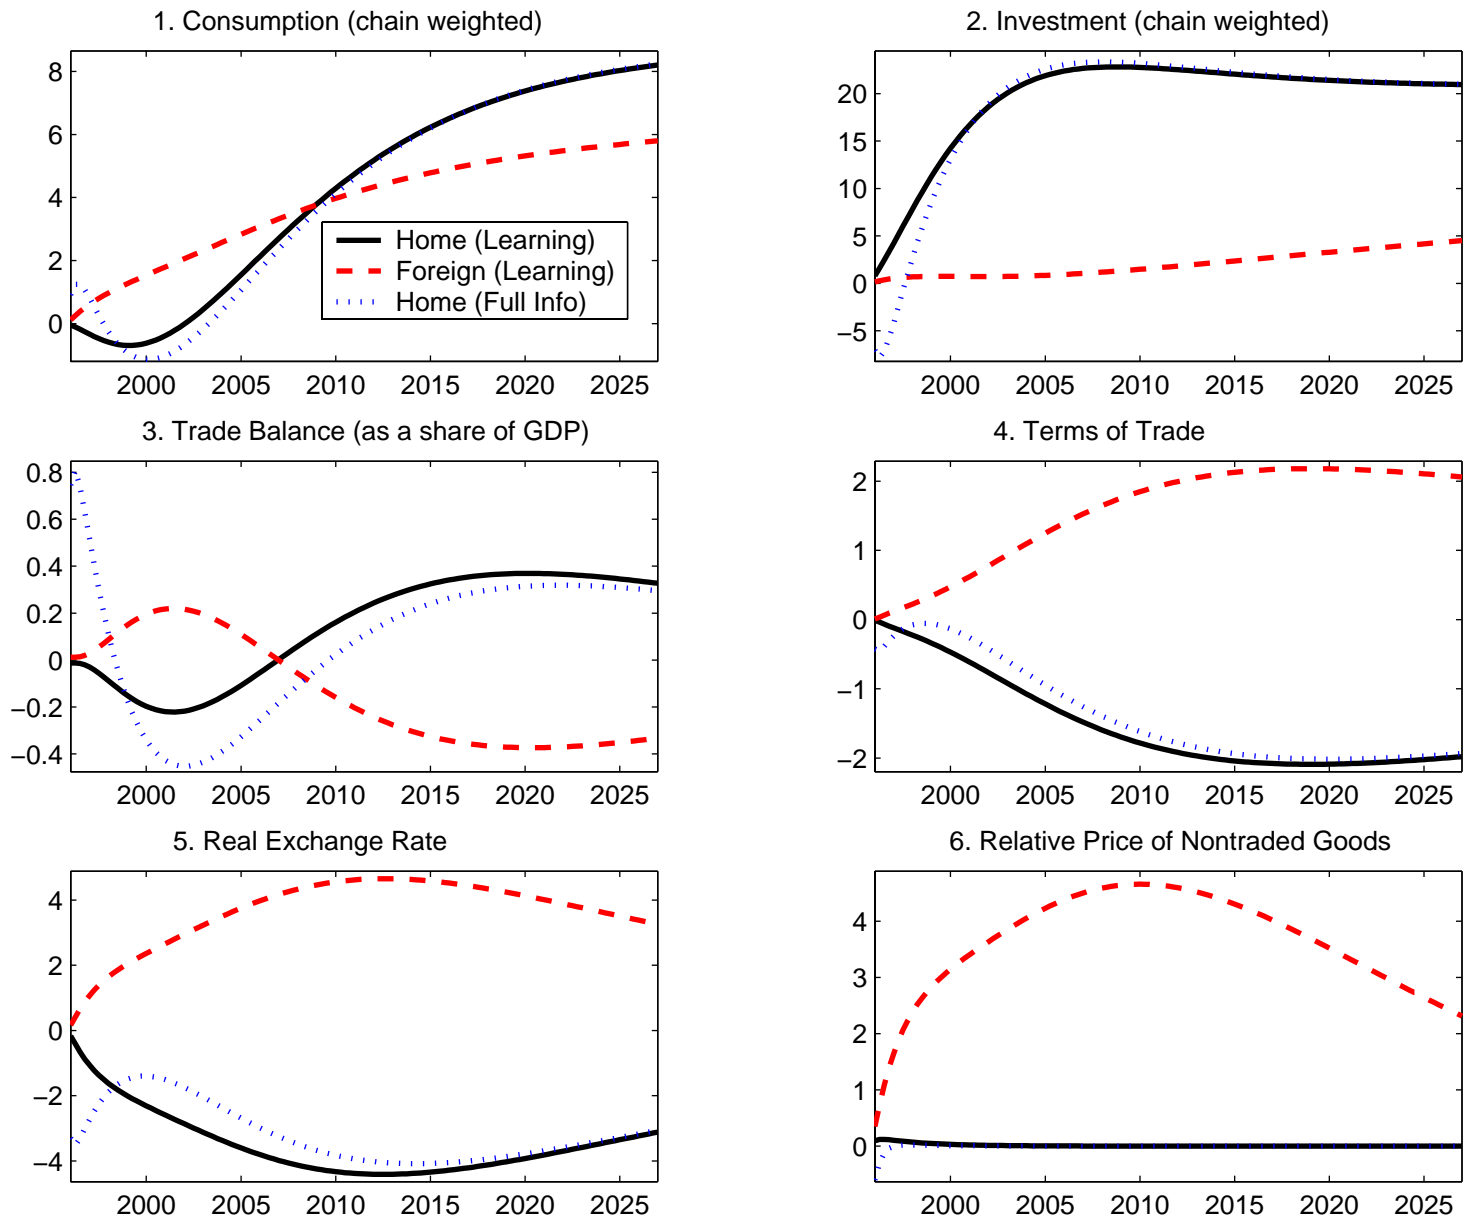 1. Consumption (chain weighted)
8
6
4
2
0
2000 2005 2010 2015 2020 2025
Home (Learning)
Foreign (Learning)
Home (Full Info)
2. Investment (chain weighted)
20
15
10
5
0
−5
2000 2005 2010 2015 2020 2025
3. Trade Balance (as a share of GDP)
0.8
0.6
0.4
0.2
0
−0.2
−0.4
2000 2005 2010 2015 2020 2025
4. Terms of Trade
2
1
0
−1
−2
2000 2005 2010 2015 2020 2025
5. Real Exchange Rate
4
2
0
−2
−4
2000 2005 2010 2015 2020 2025
6. Relative Price of Nontraded Goods
4
3
2
1
0
2000 2005 2010 2015 2020 2025